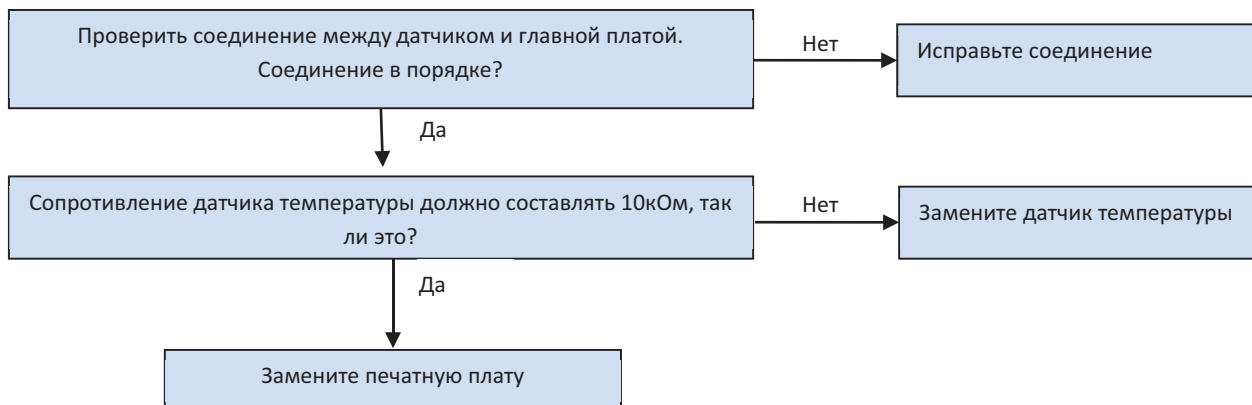 Проверить соединение между датчиком и главной платой.
Соединение в порядке?
Нет
Исправьте соединение
Да
Сопротивление датчика температуры должно составлять 10кОм, так
ли это?
Нет
Замените датчик температуры
Да
Замените печатную плату